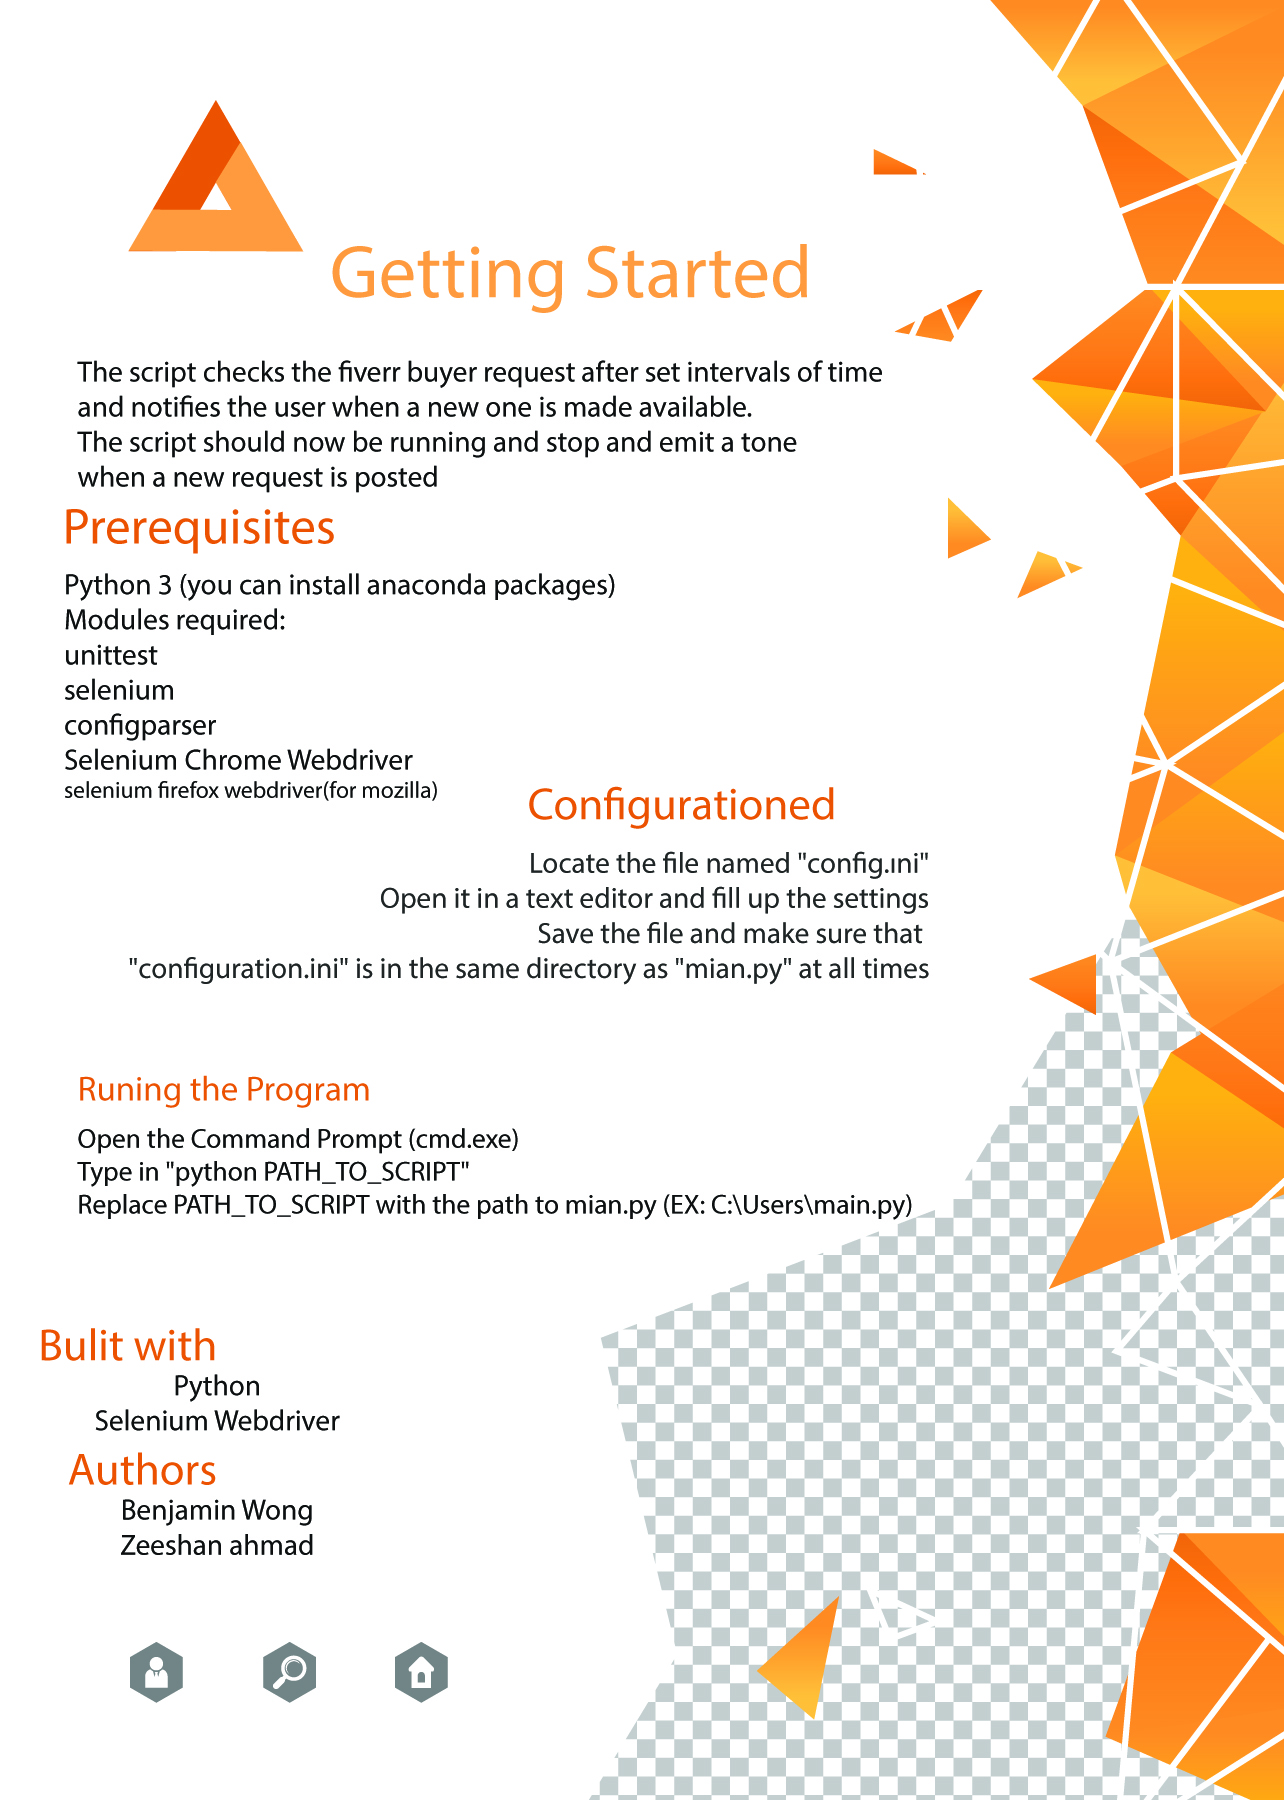 Getting Started
The script checks the fiverr buyer request after set intervals of time
and notifies the user when a new one is made available.
The script should now be running and stop and emit a tone
when a new request is posted
Prerequisites
Python 3 (you can install anaconda packages)
Modules required:
unittest
selenium
configparser
Selenium Chrome Webdriver
selenium firefox webdriver(for mozilla)
Configurationed
Locate the file named "config.ını"
Open it in a text editor and fill up the settings
Save the file and make sure that
"configuration.ini" is in the same directory as "mian.py" at all times
Runing the Program
Open the Command Prompt (cmd.exe)
Type in "python PATH_TO_SCRIPT"
Replace PATH_TO_SCRIPT with the path to mian.py (EX: C:\Users\main.py)
Bulit with
Python
Selenium Webdriver
Authors
Benjamin Wong
Zeeshan ahmad